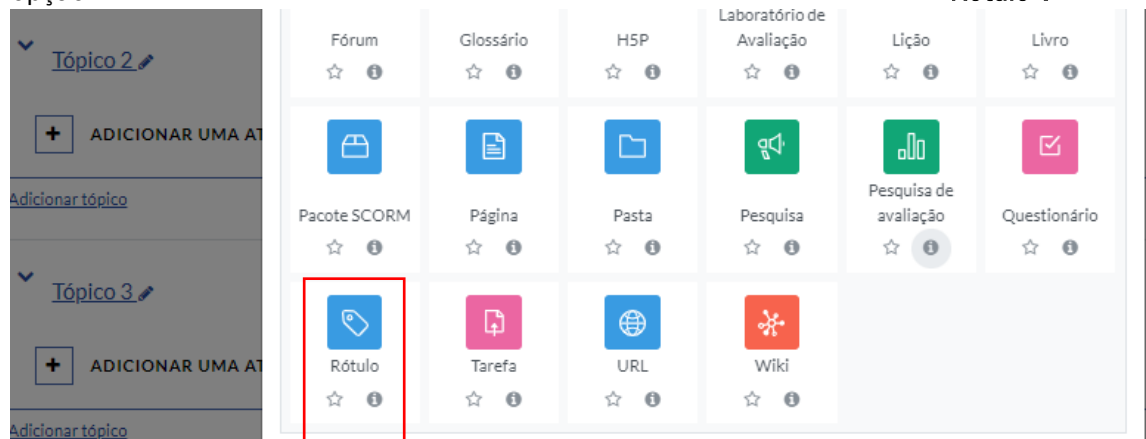 Laboratório de
Fórum Glossário H5P Avaliação Lição Livro
Tópico 2
ADICIONAR UMA AT
Adicionar tópico
Pesquisa de
Pacote SCORM Página Pasta Pesquisa avaliação Questionário
Tópico 3
ADICIONAR UMA AT
Rótulo Tarefa URL Wiki
Adicionar tópico